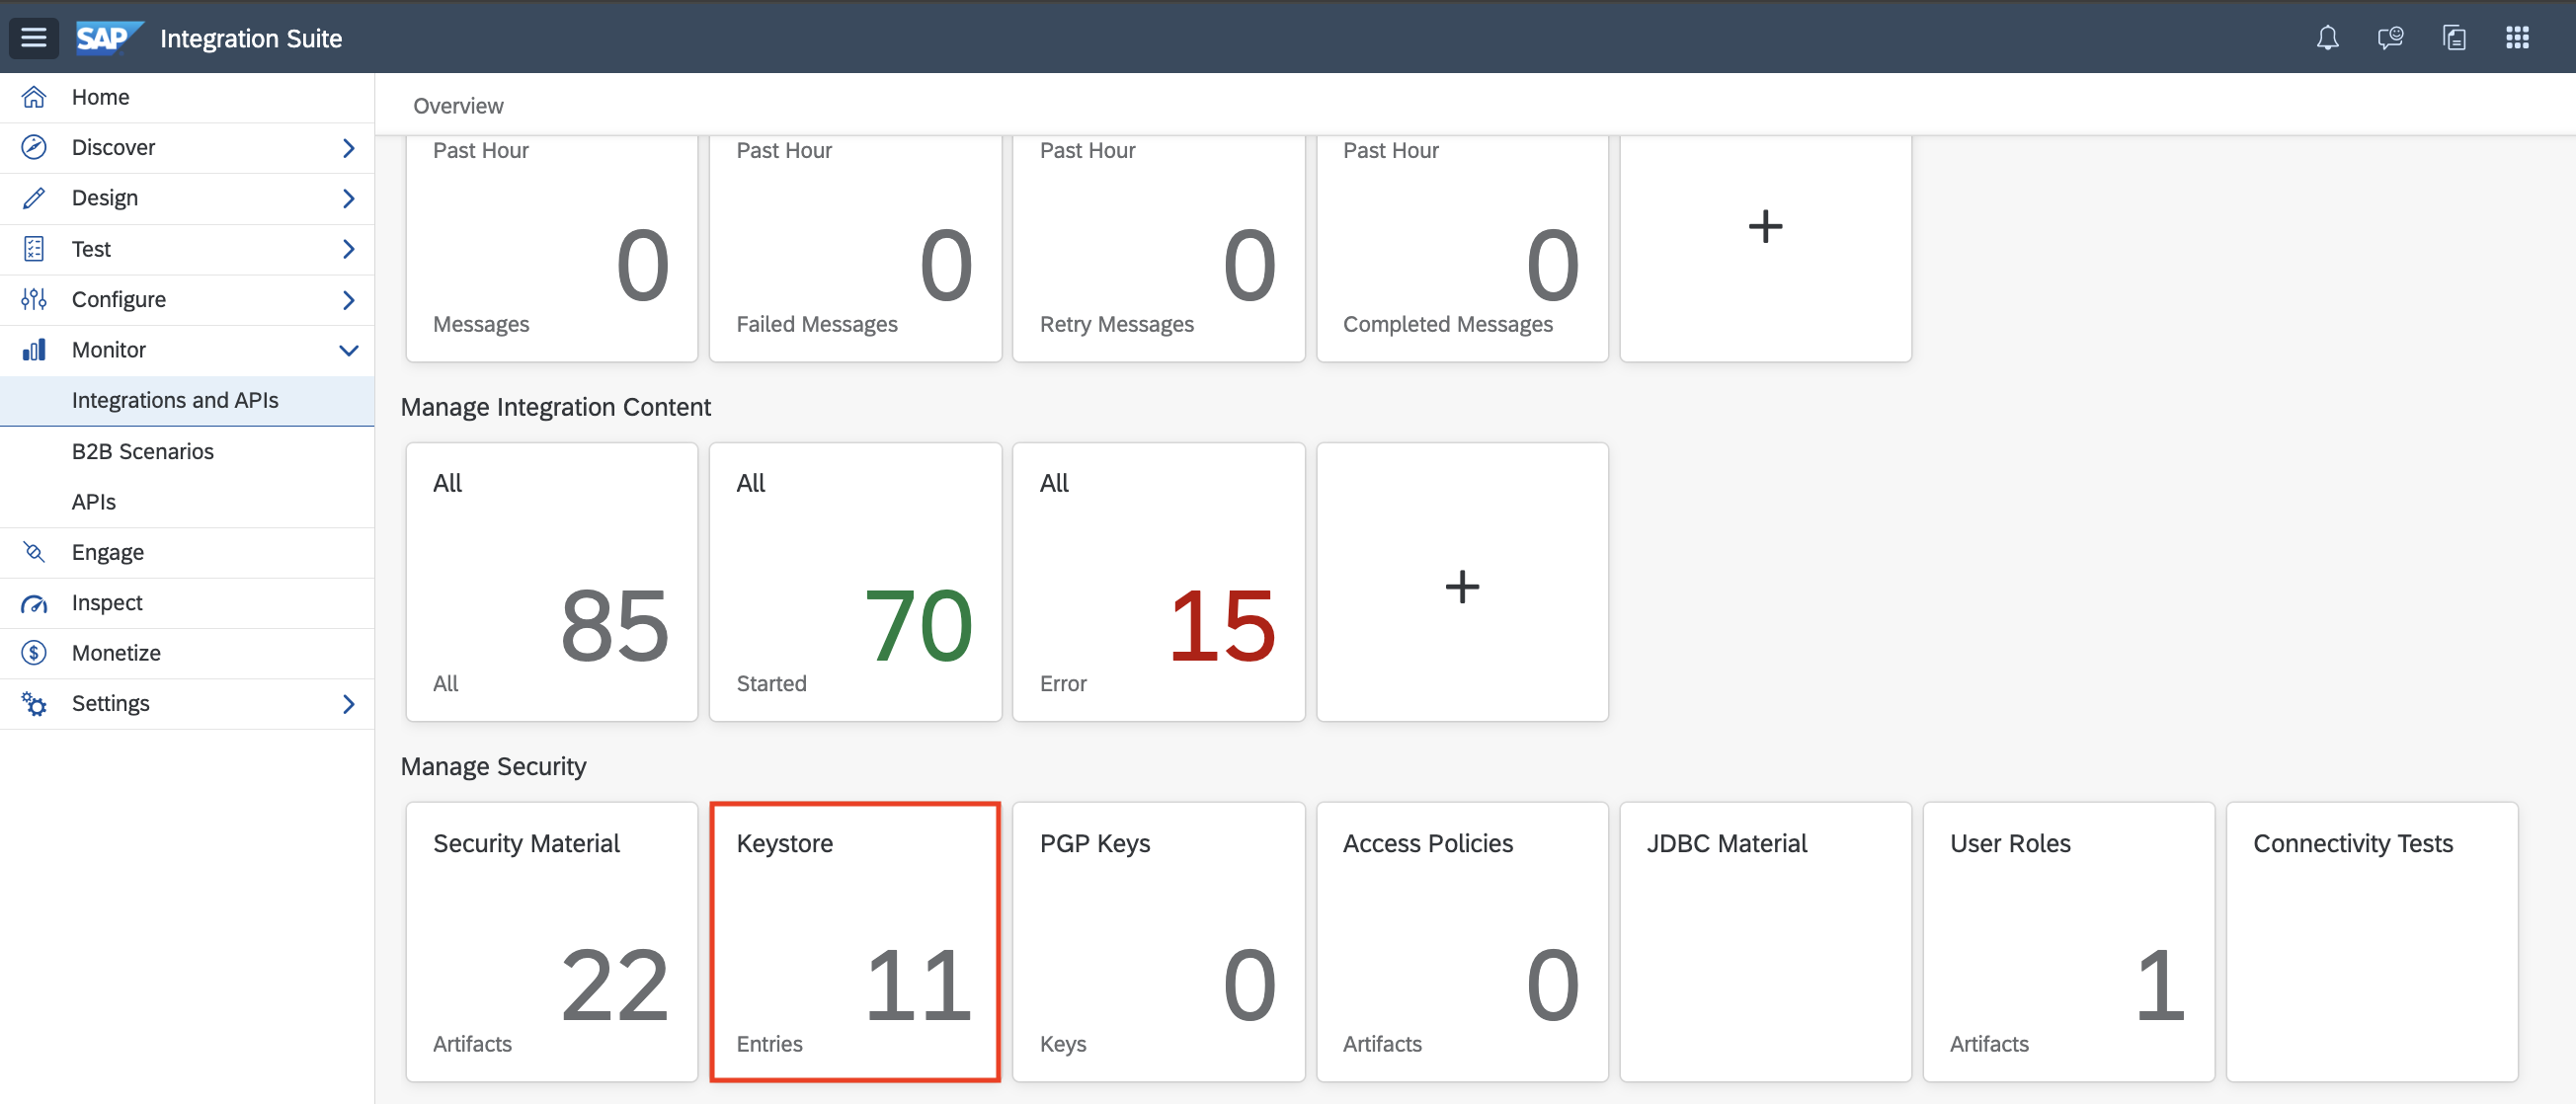 SAP Integration Suite
Home
Discover
Design
Test
Configure
Monitor
Integrations and APIs
B2B Scenarios
APIs
Engage
Inspect
Monetize
Settings
Overview
Past Hour
0
Messages
Past Hour
0
Failed Messages
Past Hour
0
Retry Messages
Past Hour
0
Completed Messages
+
Manage Integration Content
All
85
All
All
70
Started
All
15
Error
+
Manage Security
Security Material
22
Artifacts
Keystore
11
Entries
PGP Keys
0
Keys
Access Policies
0
Artifacts
JDBC Material
User Roles
1
Artifacts
Connectivity Tests